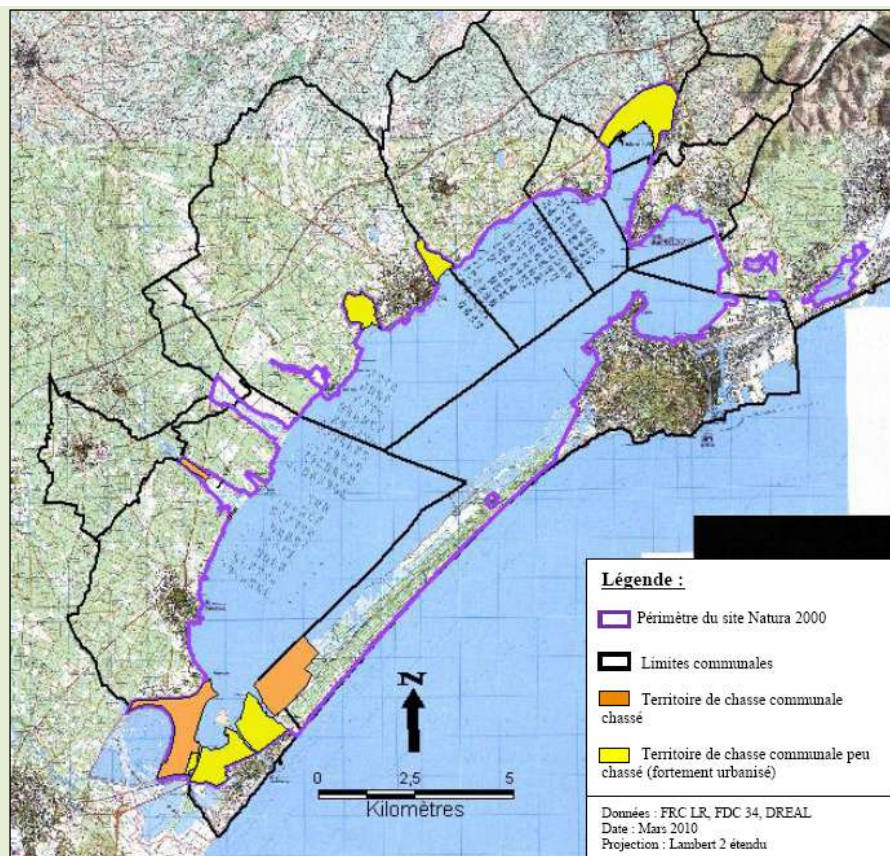 N
0 2,5 5
Kilomètres
Légende :
Périmètre du site Natura 2000
Limites communales
Territoire de chasse communale
chassé
Territoire de chasse communale peu
chassé (fortement urbanisé)
Données : FRC LR, FDC 34, DREAL
Date : Mars 2010
Projection : Lambert 2 étendu